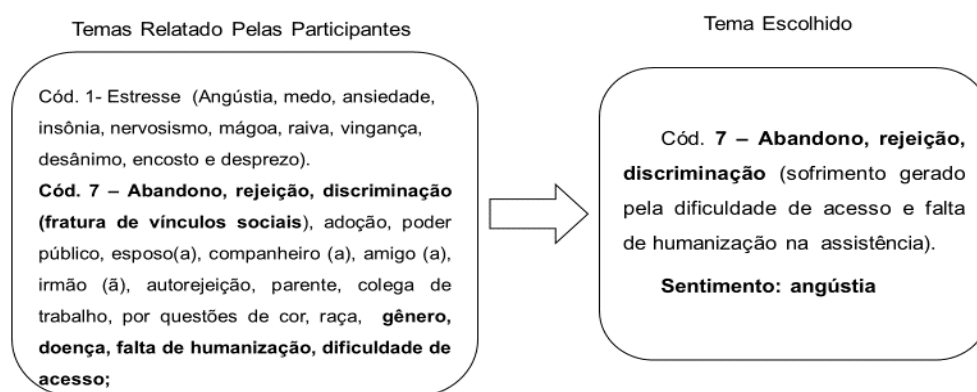 Temas Relatado Pelas Participantes
Cód. 1- Estresse (Angústia, medo, ansiedade,
insônia, nervosismo, mágoa, raiva, vingança,
desânimo, encosto e desprezo).
Cód. 7 – Abandono, rejeição, discriminação
(fratura de vínculos sociais), adoção, poder
público, esposo(a), companheiro (a), amigo (a),
irmão (ã), autorejeição, parente, colega de
trabalho, por questões de cor, raça, gênero,
doença, falta de humanização, dificuldade de
acesso;
Tema Escolhido
Cód. 7 – Abandono, rejeição,
discriminação (sofrimento gerado
pela dificuldade de acesso e falta
de humanização na assistência).
Sentimento: angústia